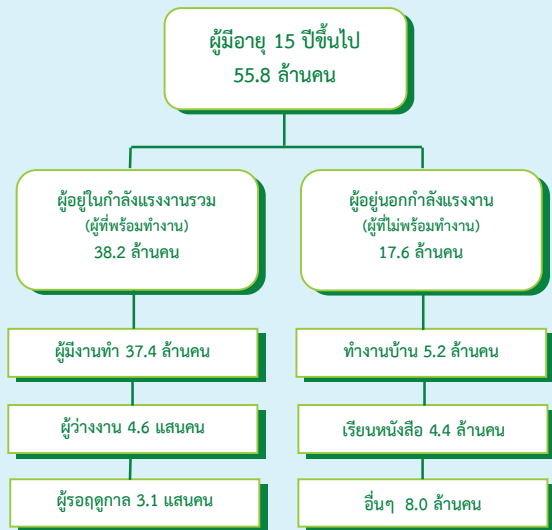 ผู้มีอายุ 15 ปีขึ้นไป
55.8 ล้านคน
ผู้อยู่ในกำลังแรงงานรวม
(ผู้ที่พร้อมทำงาน)
38.2 ล้านคน
ผู้อยู่นอกกำลังแรงงาน
(ผู้ที่ไม่พร้อมทำงาน)
17.6 ล้านคน
ผู้มีงานทำ 37.4 ล้านคน
ทำงานบ้าน 5.2 ล้านคน
ผู้ว่างงาน 4.6 แสนคน
เรียนหนังสือ 4.4 ล้านคน
ผู้รอฤดูกาล 3.1 แสนคน
อื่นๆ 8.0 ล้านคน